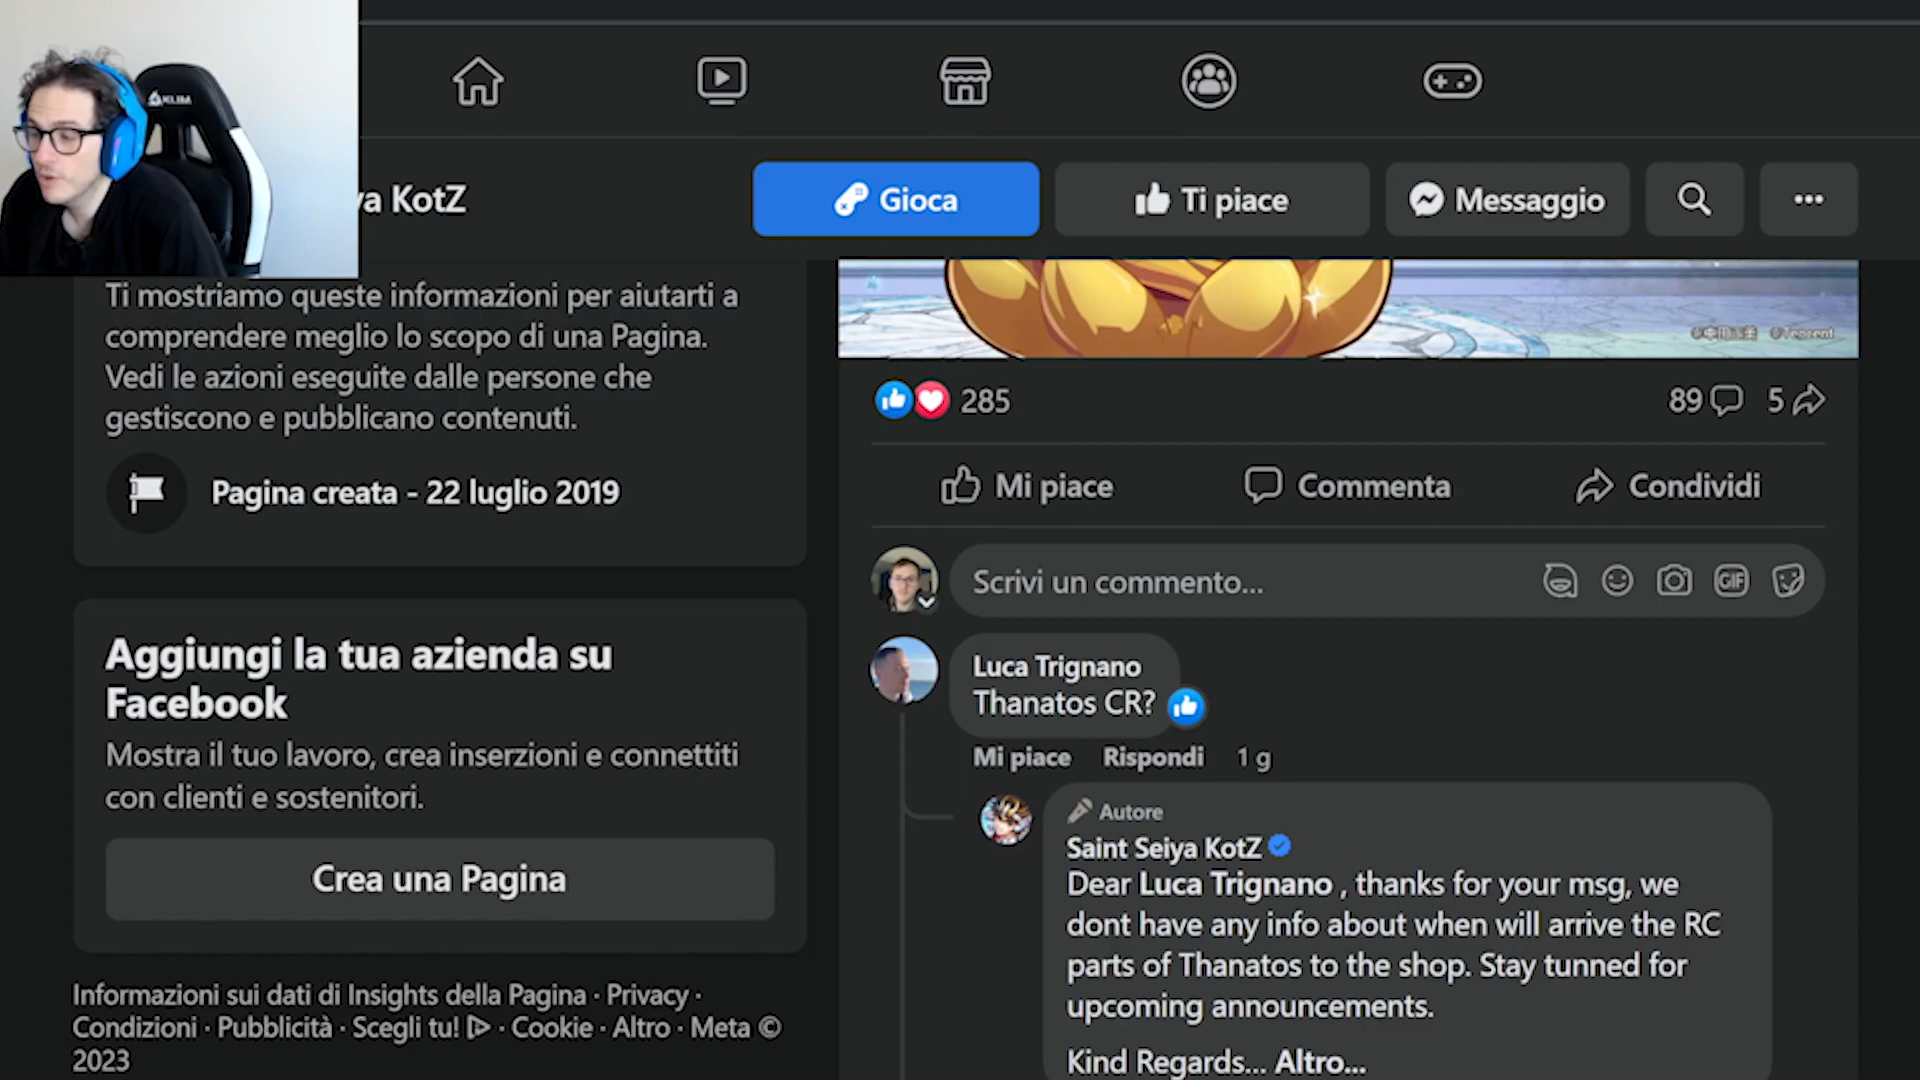 KLIM
ya KotZ
Gioca
Ti piace
Messaggio
Ti mostriamo queste informazioni per aiutarti a
comprendere meglio lo scopo di una Pagina.
Vedi le azioni eseguite dalle persone che
gestiscono e pubblicano contenuti.
Pagina creata - 22 luglio 2019
Aggiungi la tua azienda su
Facebook
Mostra il tuo lavoro, crea inserzioni e connettiti
con clienti e sostenitori.
Crea una Pagina
Informazioni sui dati di Insights della Pagina · Privacy ·
Condizioni · Pubblicità · Scegli tu! · Cookie · Altro · Meta ©
2023
©Tencent
285
89
5
Mi piace
Commenta
Condividi
Scrivi un commento...
GIF
Luca Trignano
Thanatos CR?
Mi piace Rispondi 1 g
Autore
Saint Seiya KotZ
Dear Luca Trignano , thanks for your msg, we
dont have any info about when will arrive the RC
parts of Thanatos to the shop. Stay tunned for
upcoming announcements.
Kind Regards... Altro...